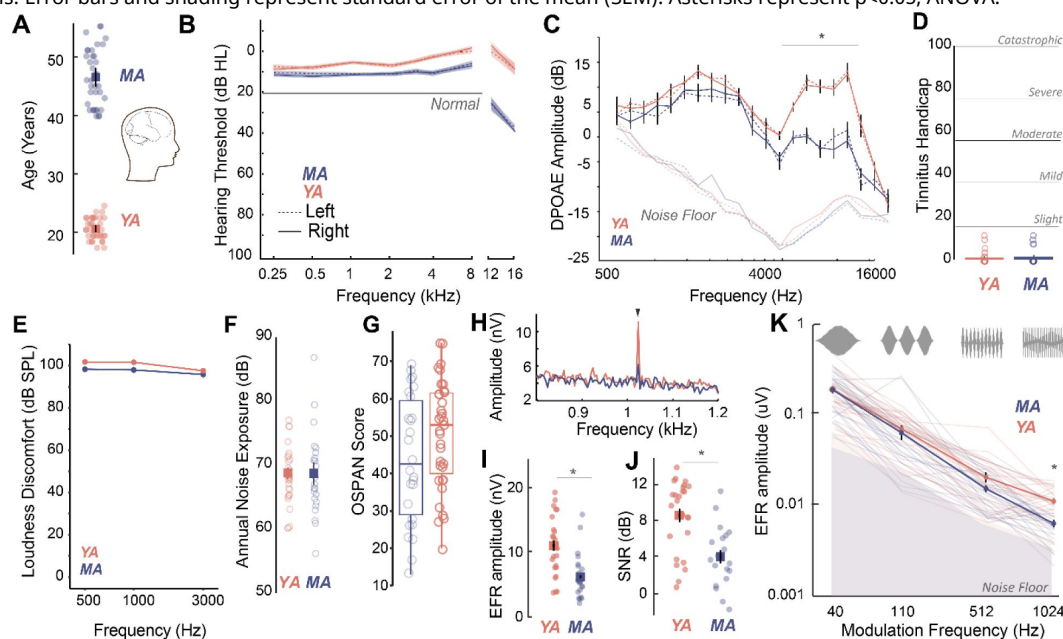 ns. Error bars and shading represent standard error of the mean (SEM). Asterisks represent p<0.05, ANOVA.
A
Age (Years)
50
40
30
20
MA
YA
B
Hearing Threshold (dB HL)
0
20
40
60
80
100
Normal
MA
YA
Left
Right
0.25
0.5
1
2
4
8
12
16
Frequency (kHz)
C
DPOAE Amplitude (dB)
15
5
0
-5
-15
-25
*
Noise Floor
YA
MA
500
4000
16000
Frequency (Hz)
D
Tinnitus Handicap
100
80
60
40
20
0
Catastrophic
Severe
Moderate
Mild
Slight
YA
MA
E
Loudness Discomfort (dB SPL)
100
80
60
40
20
0
YA
MA
500
1000
3000
Frequency (Hz)
F
Annual Noise Exposure (dB)
90
80
70
60
50
YA
MA
G
OSPAN Score
70
60
50
40
30
20
10
H
Amplitude (nV)
10
6
2
0.9
1
1.1
1.2
Frequency (kHz)
I
EFR amplitude (nV)
20
10
0
*
YA
MA
J
SNR (dB)
12
8
4
0
*
YA
MA
K
EFR amplitude (uV)
1
0.1
0.01
0.001
MA
YA
*
Noise Floor
40
110
512
1024
Modulation Frequency (Hz)